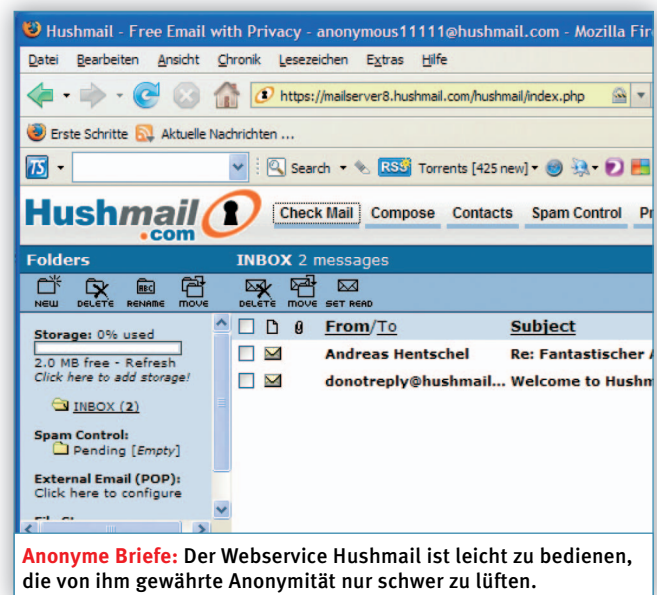 Hushmail - Free Email with Privacy - anonymous11111@hushmail.com - Mozilla Fir
Datei Bearbeiten Ansicht Chronik Lesezeichen Extras Hilfe
https://mailserver8.hushmail.com/hushmail/index.php
Erste Schritte Aktuelle Nachrichten ...
TS Search RSS Torrents [425 new]
Hushmail.com Check Mail Compose Contacts Spam Control Pr
Folders INBOX 2 messages
NEW DELETE RENAME MOVE DELETE MOVE SET READ
Storage: 0% used From/To Subject
2.0 MB free - Refresh Andreas Hentschel Re: Fantastischer
Click here to add storage! donotreply@hushmail... Welcome to Hushm
INBOX (2)
Spam Control:
Pending [Empty]
External Email (POP):
Click here to configure
Anonyme Briefe: Der Webservice Hushmail ist leicht zu bedienen,
die von ihm gewährte Anonymität nur schwer zu lüften.